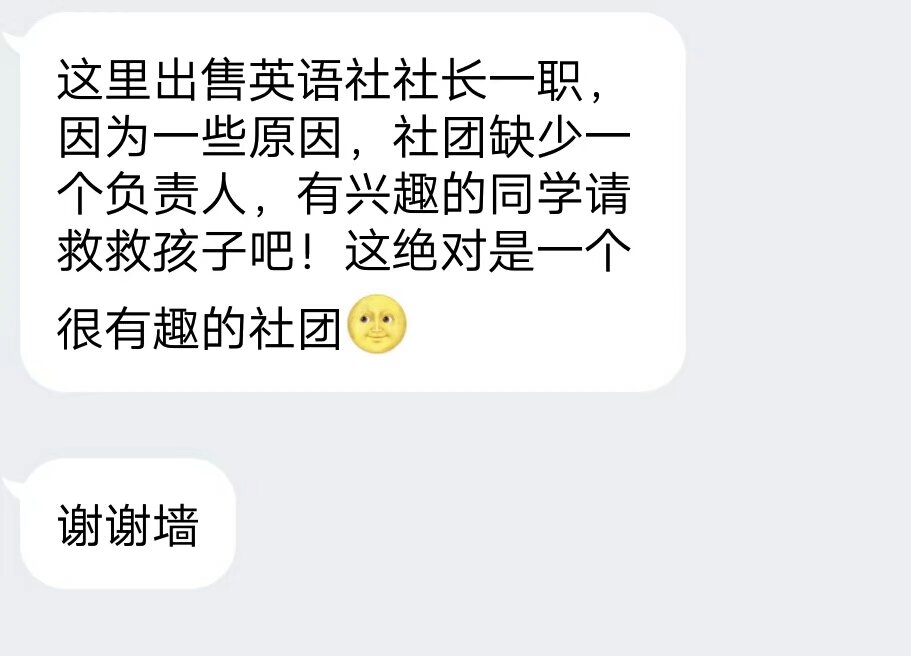 这里出售英语社社长一职，
因为一些原因，社团缺少一
个负责人，有兴趣的同学请
救救孩子吧！这绝对是一个
很有趣的社团🌝
谢谢墙